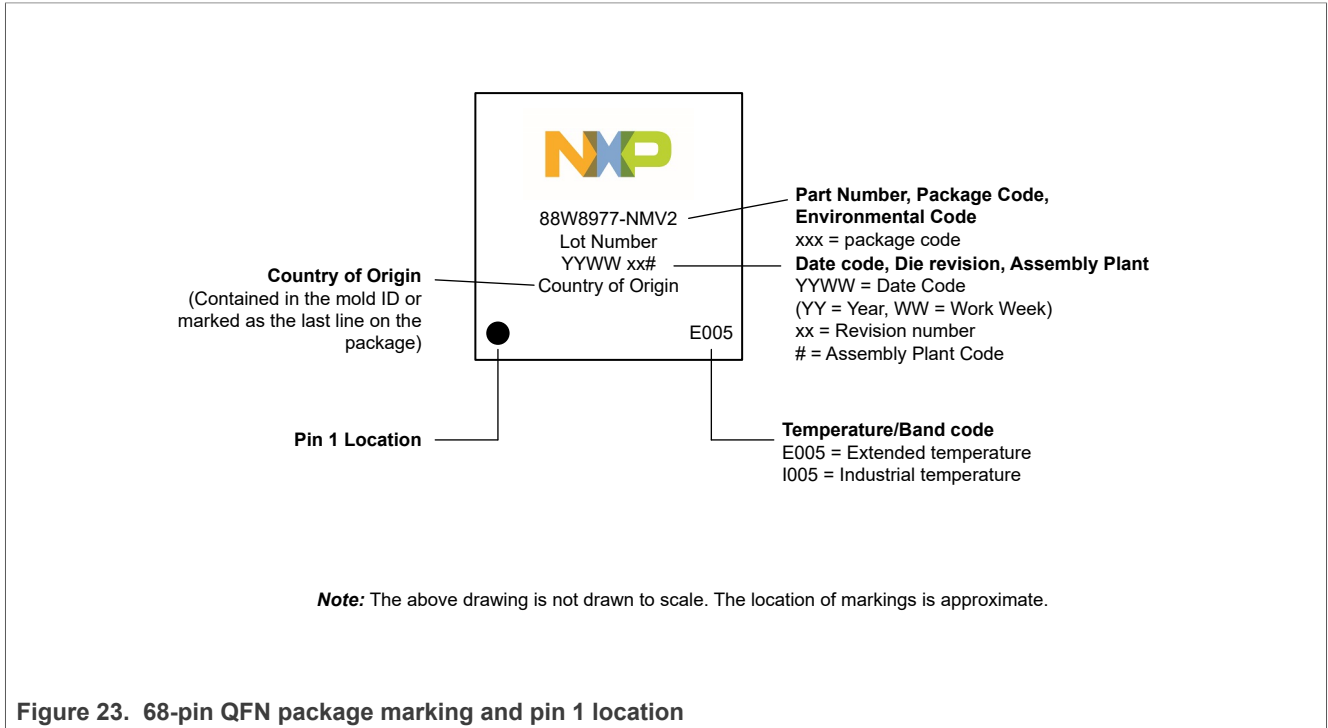 NXP
88W8977-NMV2
Lot Number
YYWW xx#
Country of Origin
E005
Country of Origin
(Contained in the mold ID or
marked as the last line on the
package)
Pin 1 Location
Part Number, Package Code,
Environmental Code
xxx = package code
Date code, Die revision, Assembly Plant
YYWW = Date Code
(YY = Year, WW = Work Week)
xx = Revision number
# = Assembly Plant Code
Temperature/Band code
E005 = Extended temperature
I005 = Industrial temperature
Note: The above drawing is not drawn to scale. The location of markings is approximate.
Figure 23. 68-pin QFN package marking and pin 1 location